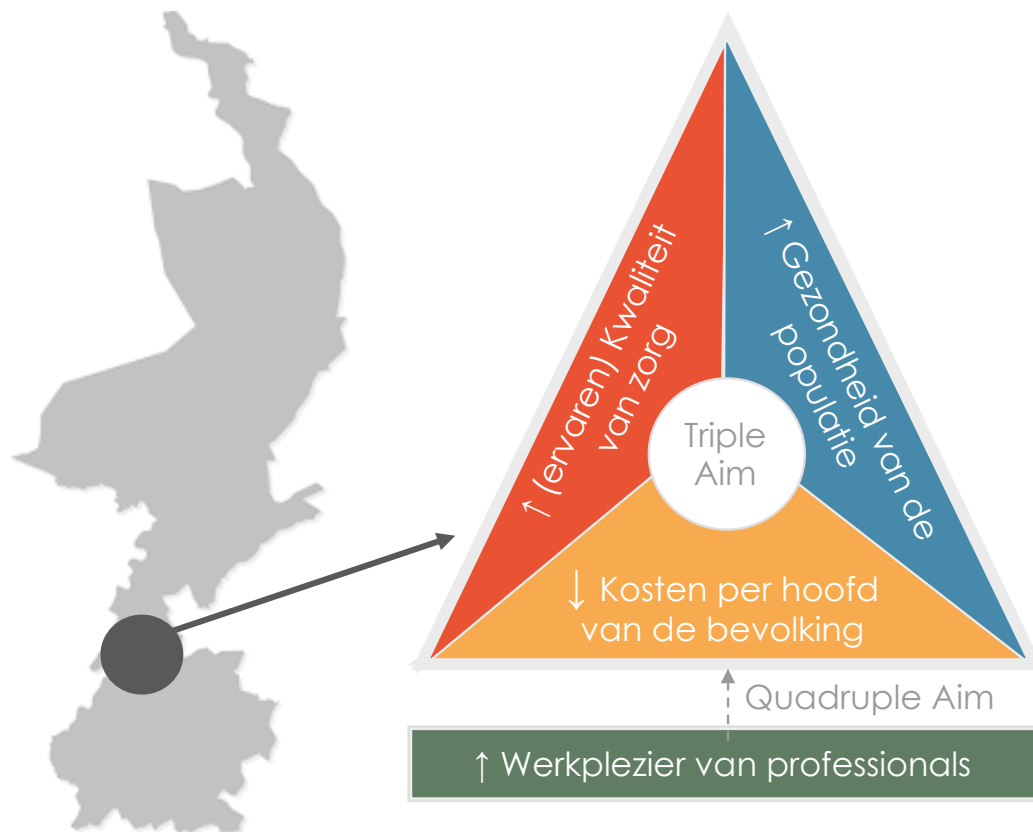 ↑ (ervaren) Kwaliteit
van zorg
↑ Gezondheid van de
populatie
Triple
Aim
↓ Kosten per hoofd
van de bevolking
Quadruple Aim
↑ Werkplezier van professionals